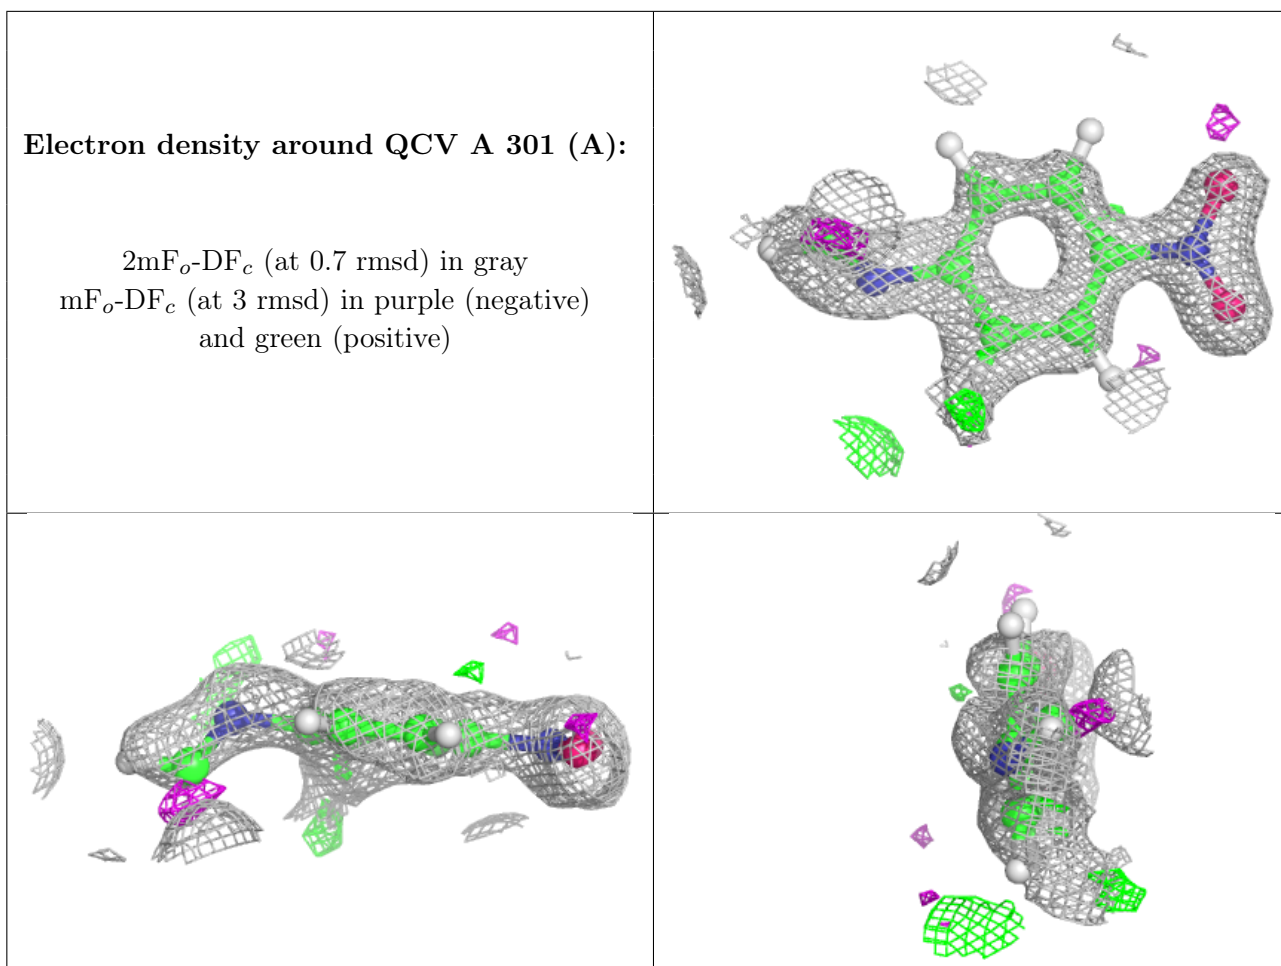 Electron density around QCV A 301 (A):
2mFo-DFc (at 0.7 rmsd) in gray
mFo-DFc (at 3 rmsd) in purple (negative)
and green (positive)